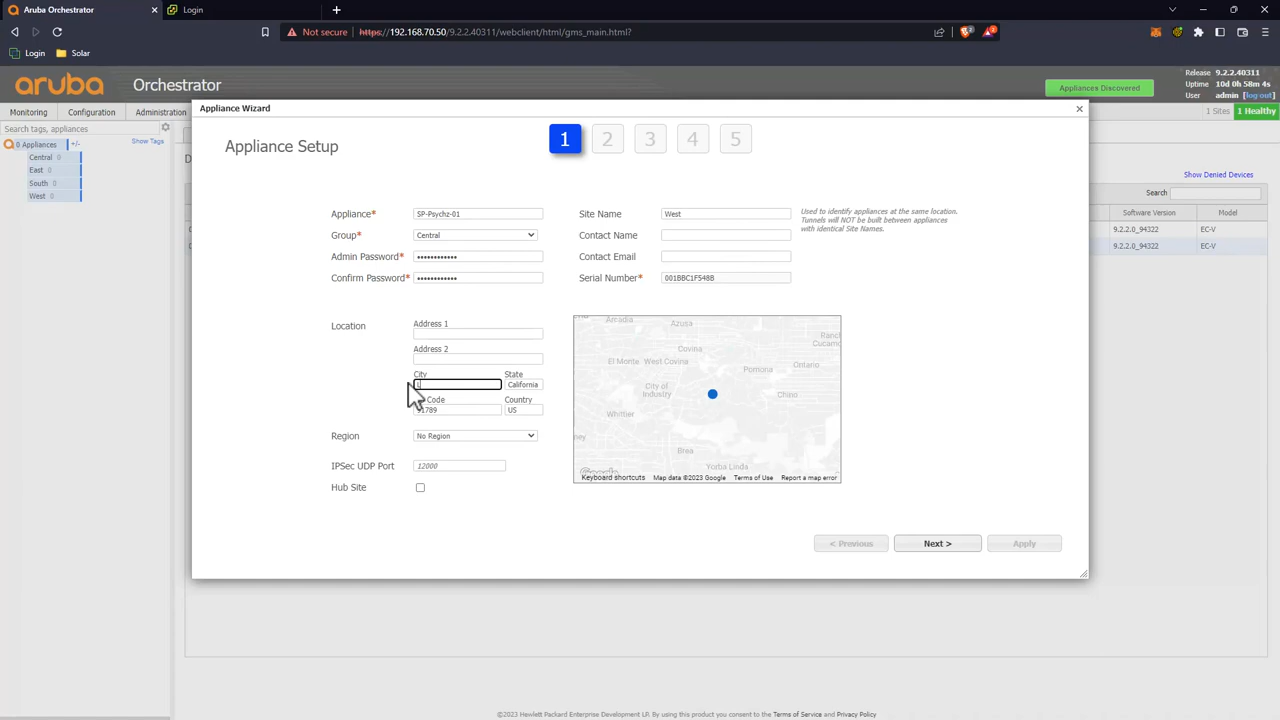 Aruba Orchestrator
Login
Not secure
https://192.168.70.50/9.2.2.40311/webclient/html/gms_main.html?
Login
Solar
aruba
Orchestrator
Appliances Discovered
Release 9.2.2.40311
Uptime 10d 0h 58m 4s
User admin [log out]
Monitoring
Configuration
Administration
1 Sites
1 Healthy
Search tags, appliances
Show Tags
0 Appliances
+/-
Central 0
East 0
South 0
West 0
Appliance Wizard
1
2
3
4
5
Appliance Setup
Show Denied Devices
Search
Software Version
Model
9.2.2.0_94322
EC-V
9.2.2.0_94322
EC-V
Appliance*
SP-Psychz-01
Site Name
West
Used to identify appliances at the same location.
Tunnels will NOT be built between appliances
with identical Site Names.
Group*
Central
Contact Name
Admin Password*
••••••••••••
Contact Email
Confirm Password*
••••••••••••
Serial Number*
001BBC1F548B
Location
Address 1
Address 2
City
State
L
California
Code
Country
1789
US
Region
No Region
IPSec UDP Port
12000
Hub Site
Arcadia
Azusa
Ranch
Cucamo
Covina
El Monte
West Covina
Ontario
Pomona
City of
Industry
Chino
Whittier
Brea
Yorba Linda
Google
Keyboard shortcuts
Map data ©2023 Google
Terms of Use
Report a map error
< Previous
Next >
Apply
©2023 Hewlett Packard Enterprise Development LP. By using this product you consent to the Terms of Service and Privacy Policy